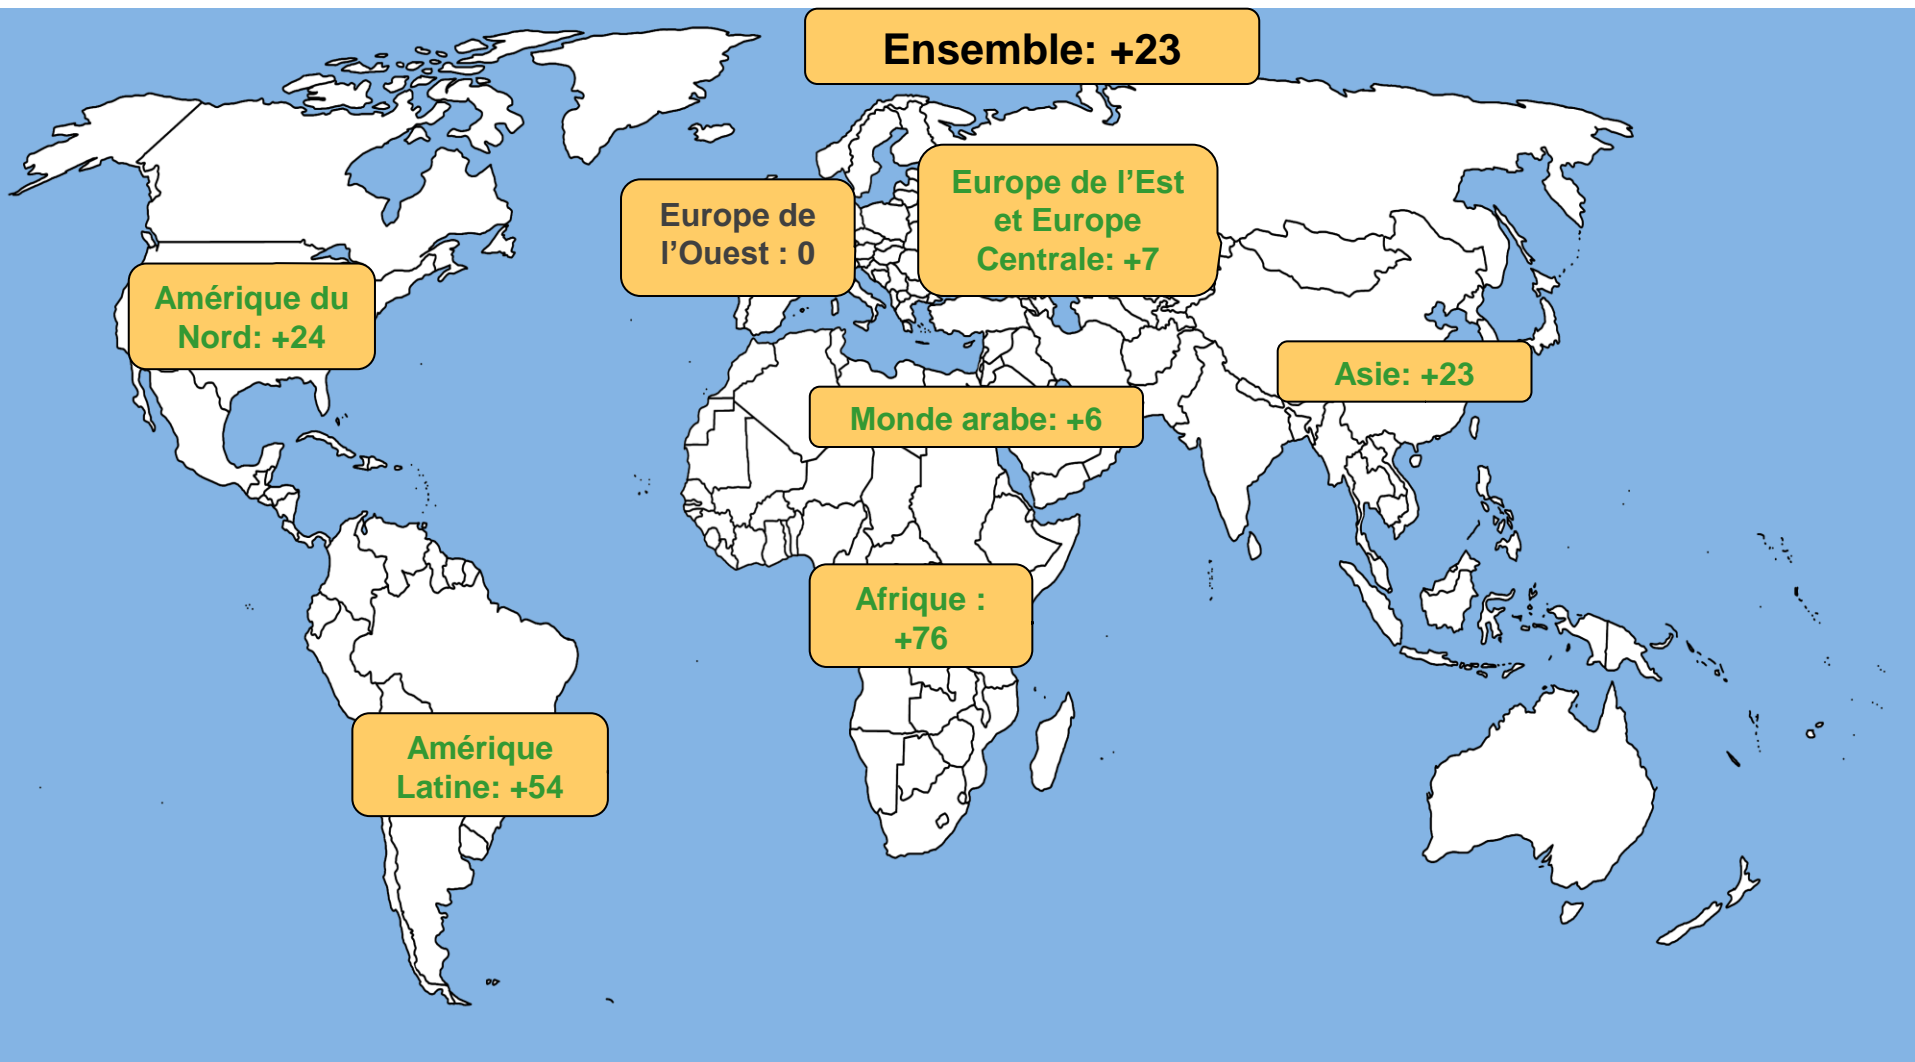 Ensemble: +23
Europe de l’Est
et Europe
Centrale: +7
Europe de
l’Ouest : 0
Amérique du
Nord: +24
Asie: +23
Monde arabe: +6
Afrique :
+76
Amérique
Latine: +54